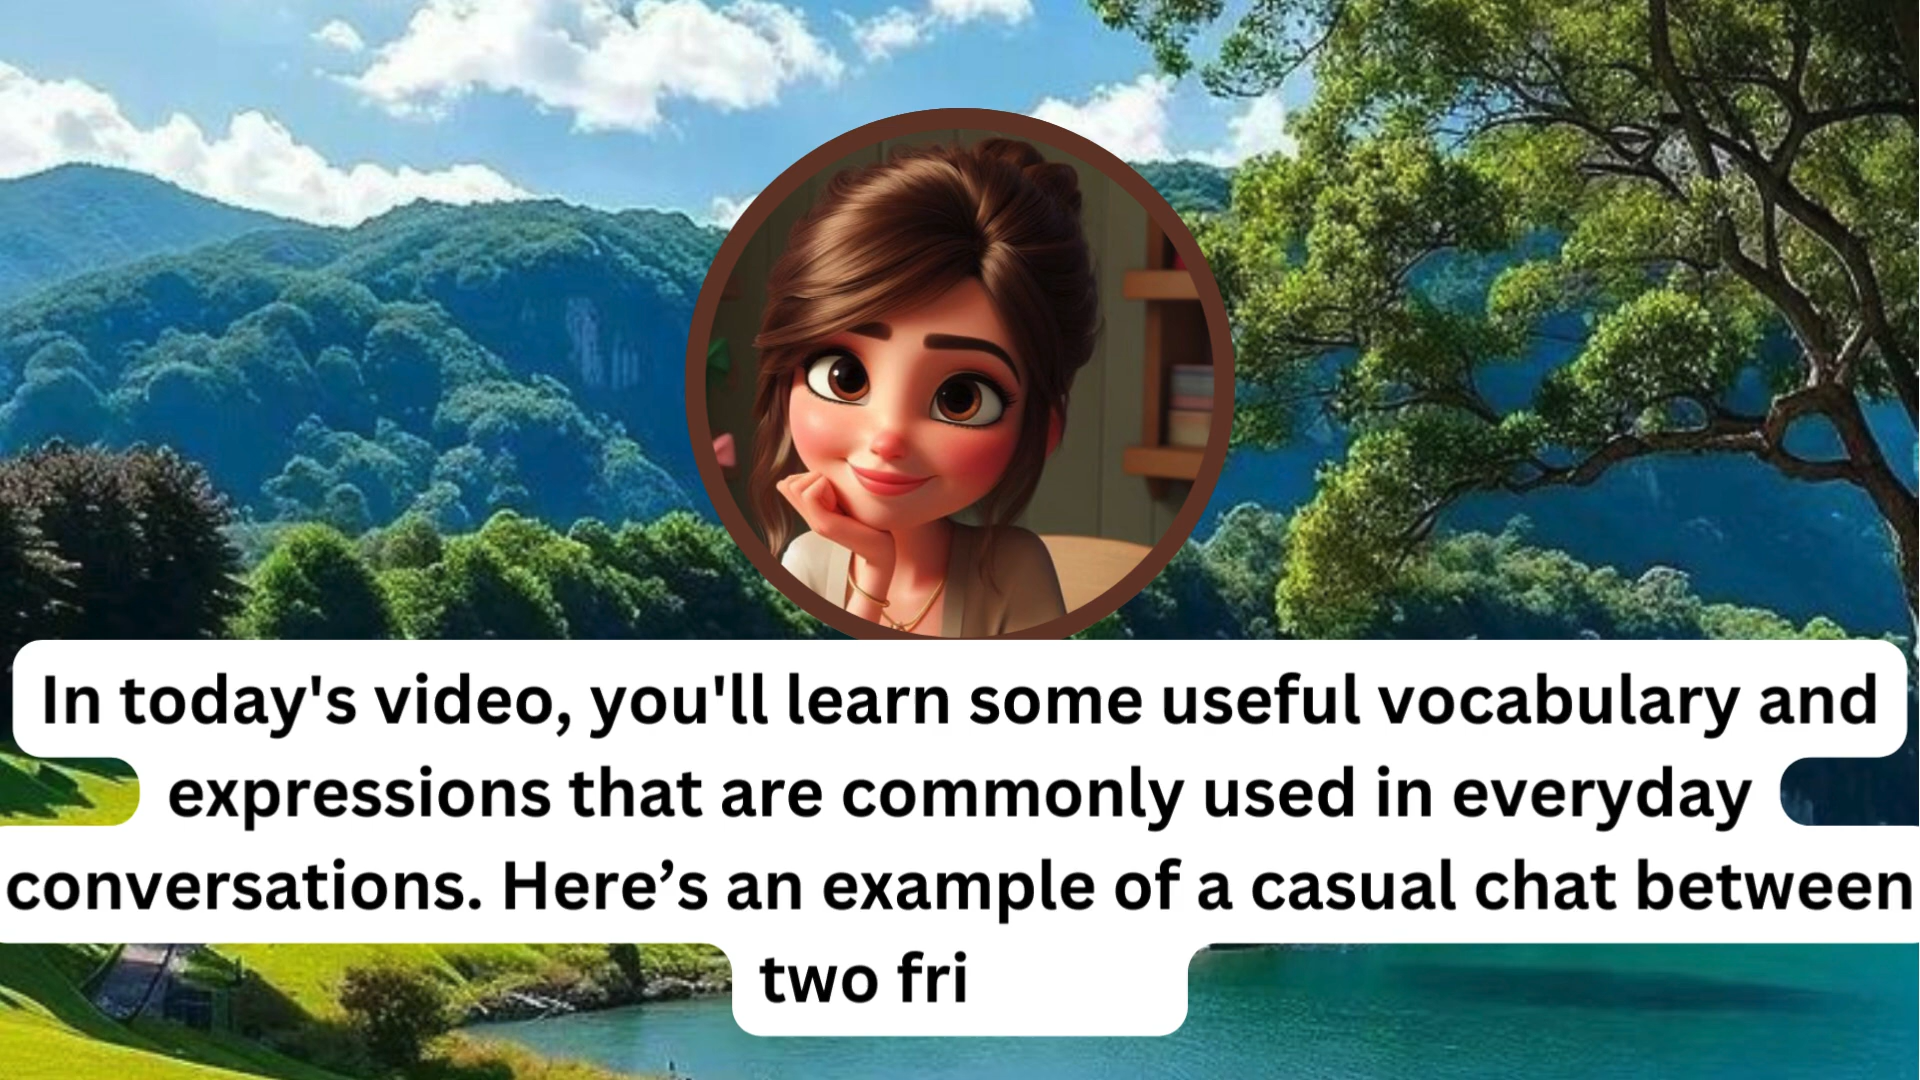 In today's video, you'll learn some useful vocabulary and
expressions that are commonly used in everyday
conversations. Here’s an example of a casual chat between
two fri